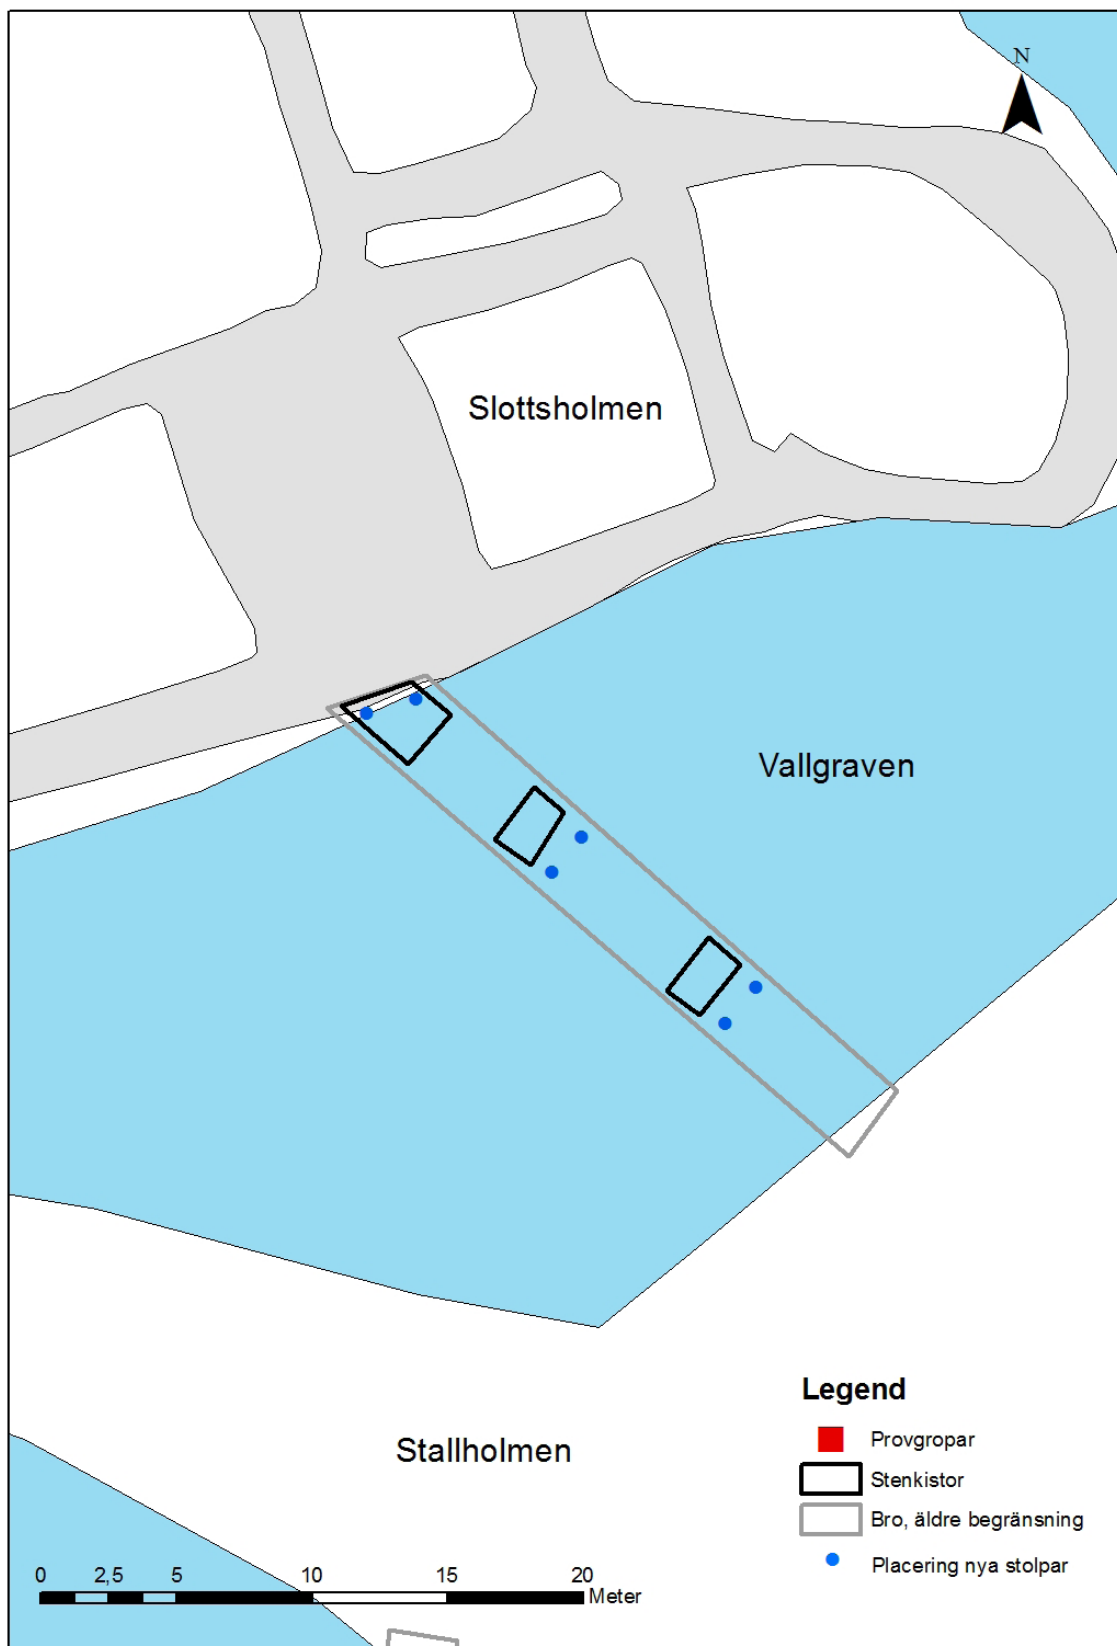 N
Slottsholmen
Vallgraven
Stallholmen
Legend
Provgropar
Stenkistor
Bro, äldre begränsning
Placering nya stolpar
0 2,5 5 10 15 20
Meter